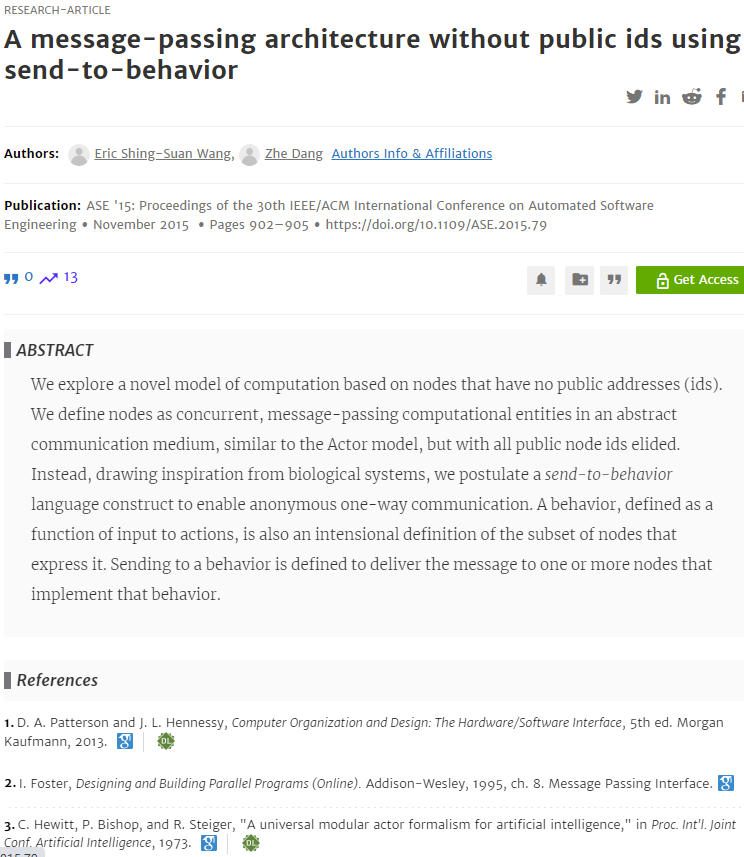 RESEARCH-ARTICLE
A message-passing architecture without public ids using
send-to-behavior
Authors: Eric Shing-Suan Wang, Zhe Dang Authors Info & Affiliations
Publication: ASE '15: Proceedings of the 30th IEEE/ACM International Conference on Automated Software
Engineering • November 2015 • Pages 902–905 • https://doi.org/10.1109/ASE.2015.79
0 13
Get Access
ABSTRACT
We explore a novel model of computation based on nodes that have no public addresses (ids).
We define nodes as concurrent, message-passing computational entities in an abstract
communication medium, similar to the Actor model, but with all public node ids elided.
Instead, drawing inspiration from biological systems, we postulate a send-to-behavior
language construct to enable anonymous one-way communication. A behavior, defined as a
function of input to actions, is also an intensional definition of the subset of nodes that
express it. Sending to a behavior is defined to deliver the message to one or more nodes that
implement that behavior.
References
1. D. A. Patterson and J. L. Hennessy, Computer Organization and Design: The Hardware/Software Interface, 5th ed. Morgan
Kaufmann, 2013. DL
2. I. Foster, Designing and Building Parallel Programs (Online). Addison-Wesley, 1995, ch. 8. Message Passing Interface.
3. C. Hewitt, P. Bishop, and R. Steiger, "A universal modular actor formalism for artificial intelligence," in Proc. Int'l. Joint
Conf. Artificial Intelligence, 1973. DL